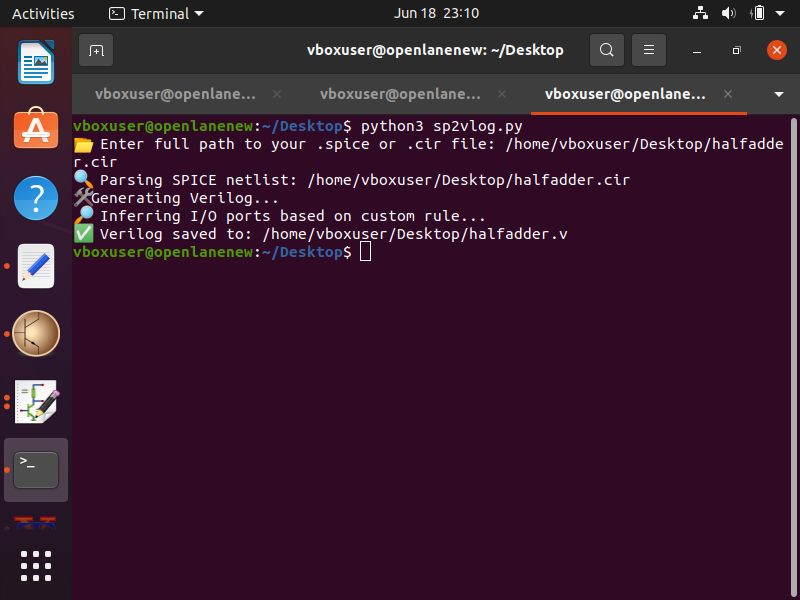 Activities
Terminal
Jun 18 23:10
vboxuser@openlanenew: ~/Desktop
vboxuser@openlane...
vboxuser@openlane...
vboxuser@openlane...
vboxuser@openlanenew:~/Desktop$ python3 sp2vlog.py
📂 Enter full path to your .spice or .cir file: /home/vboxuser/Desktop/halfadde
r.cir
🔍 Parsing SPICE netlist: /home/vboxuser/Desktop/halfadder.cir
🛠Generating Verilog...
🔎 Inferring I/O ports based on custom rule...
✅ Verilog saved to: /home/vboxuser/Desktop/halfadder.v
vboxuser@openlanenew:~/Desktop$